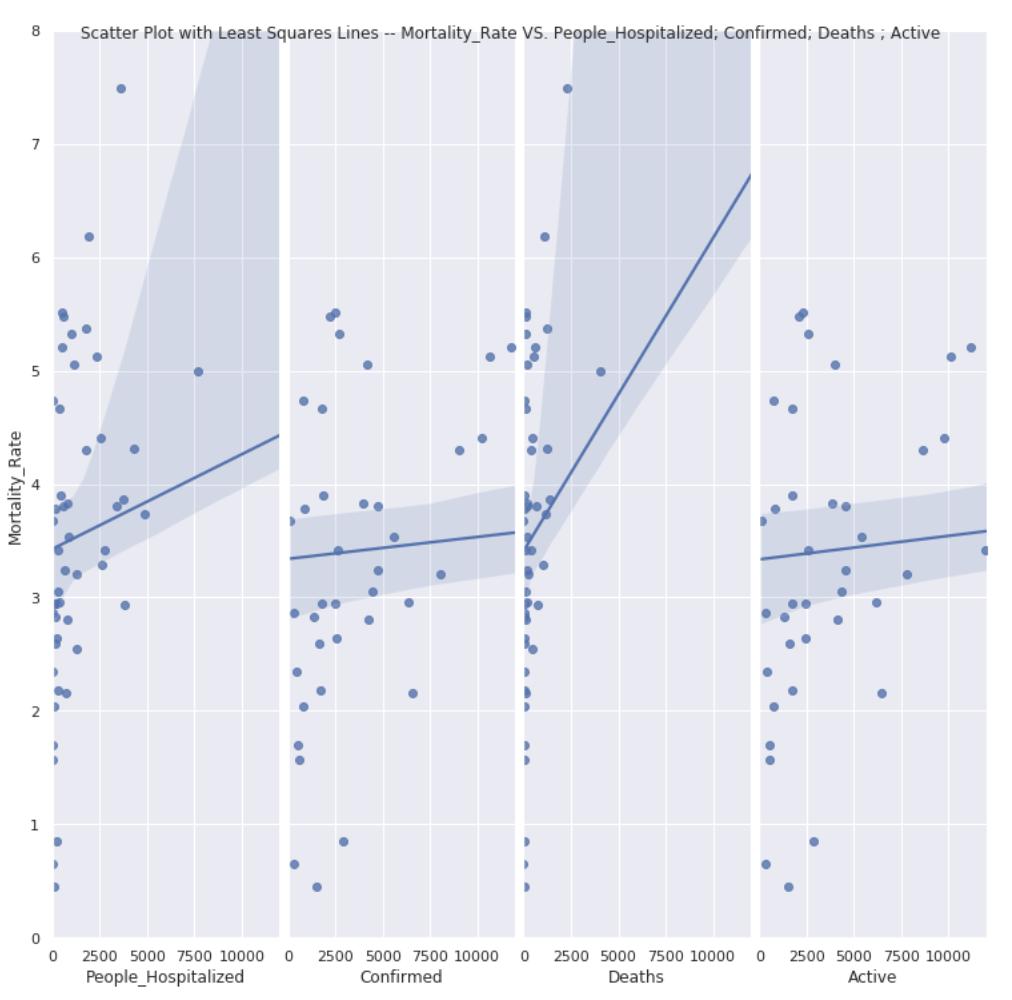 Scatter Plot with Least Squares Lines -- Mortality_Rate VS. People_Hospitalized; Confirmed; Deaths ; Active
8
7
6
5
4
3
2
1
0
Mortality_Rate
0 2500 5000 7500 10000 0 2500 5000 7500 10000 0 2500 5000 7500 10000 0 2500 5000 7500 10000
People_Hospitalized Confirmed Deaths Active